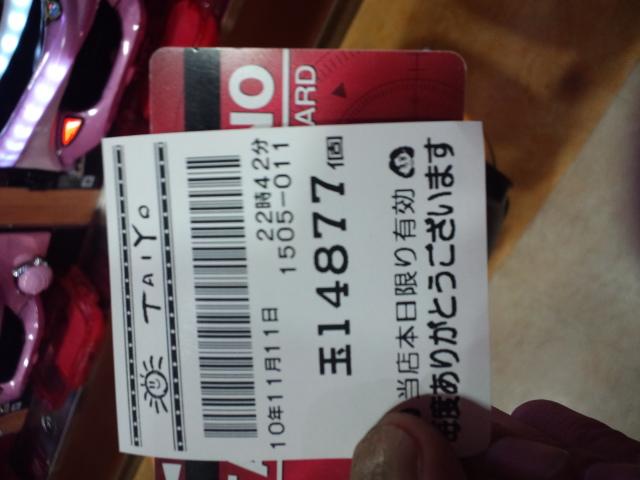 TAIYO
10年11月11日 22時42分
1505-011
玉14877個
当店本日限り有効
毎度ありがとうございます
NO
ARD